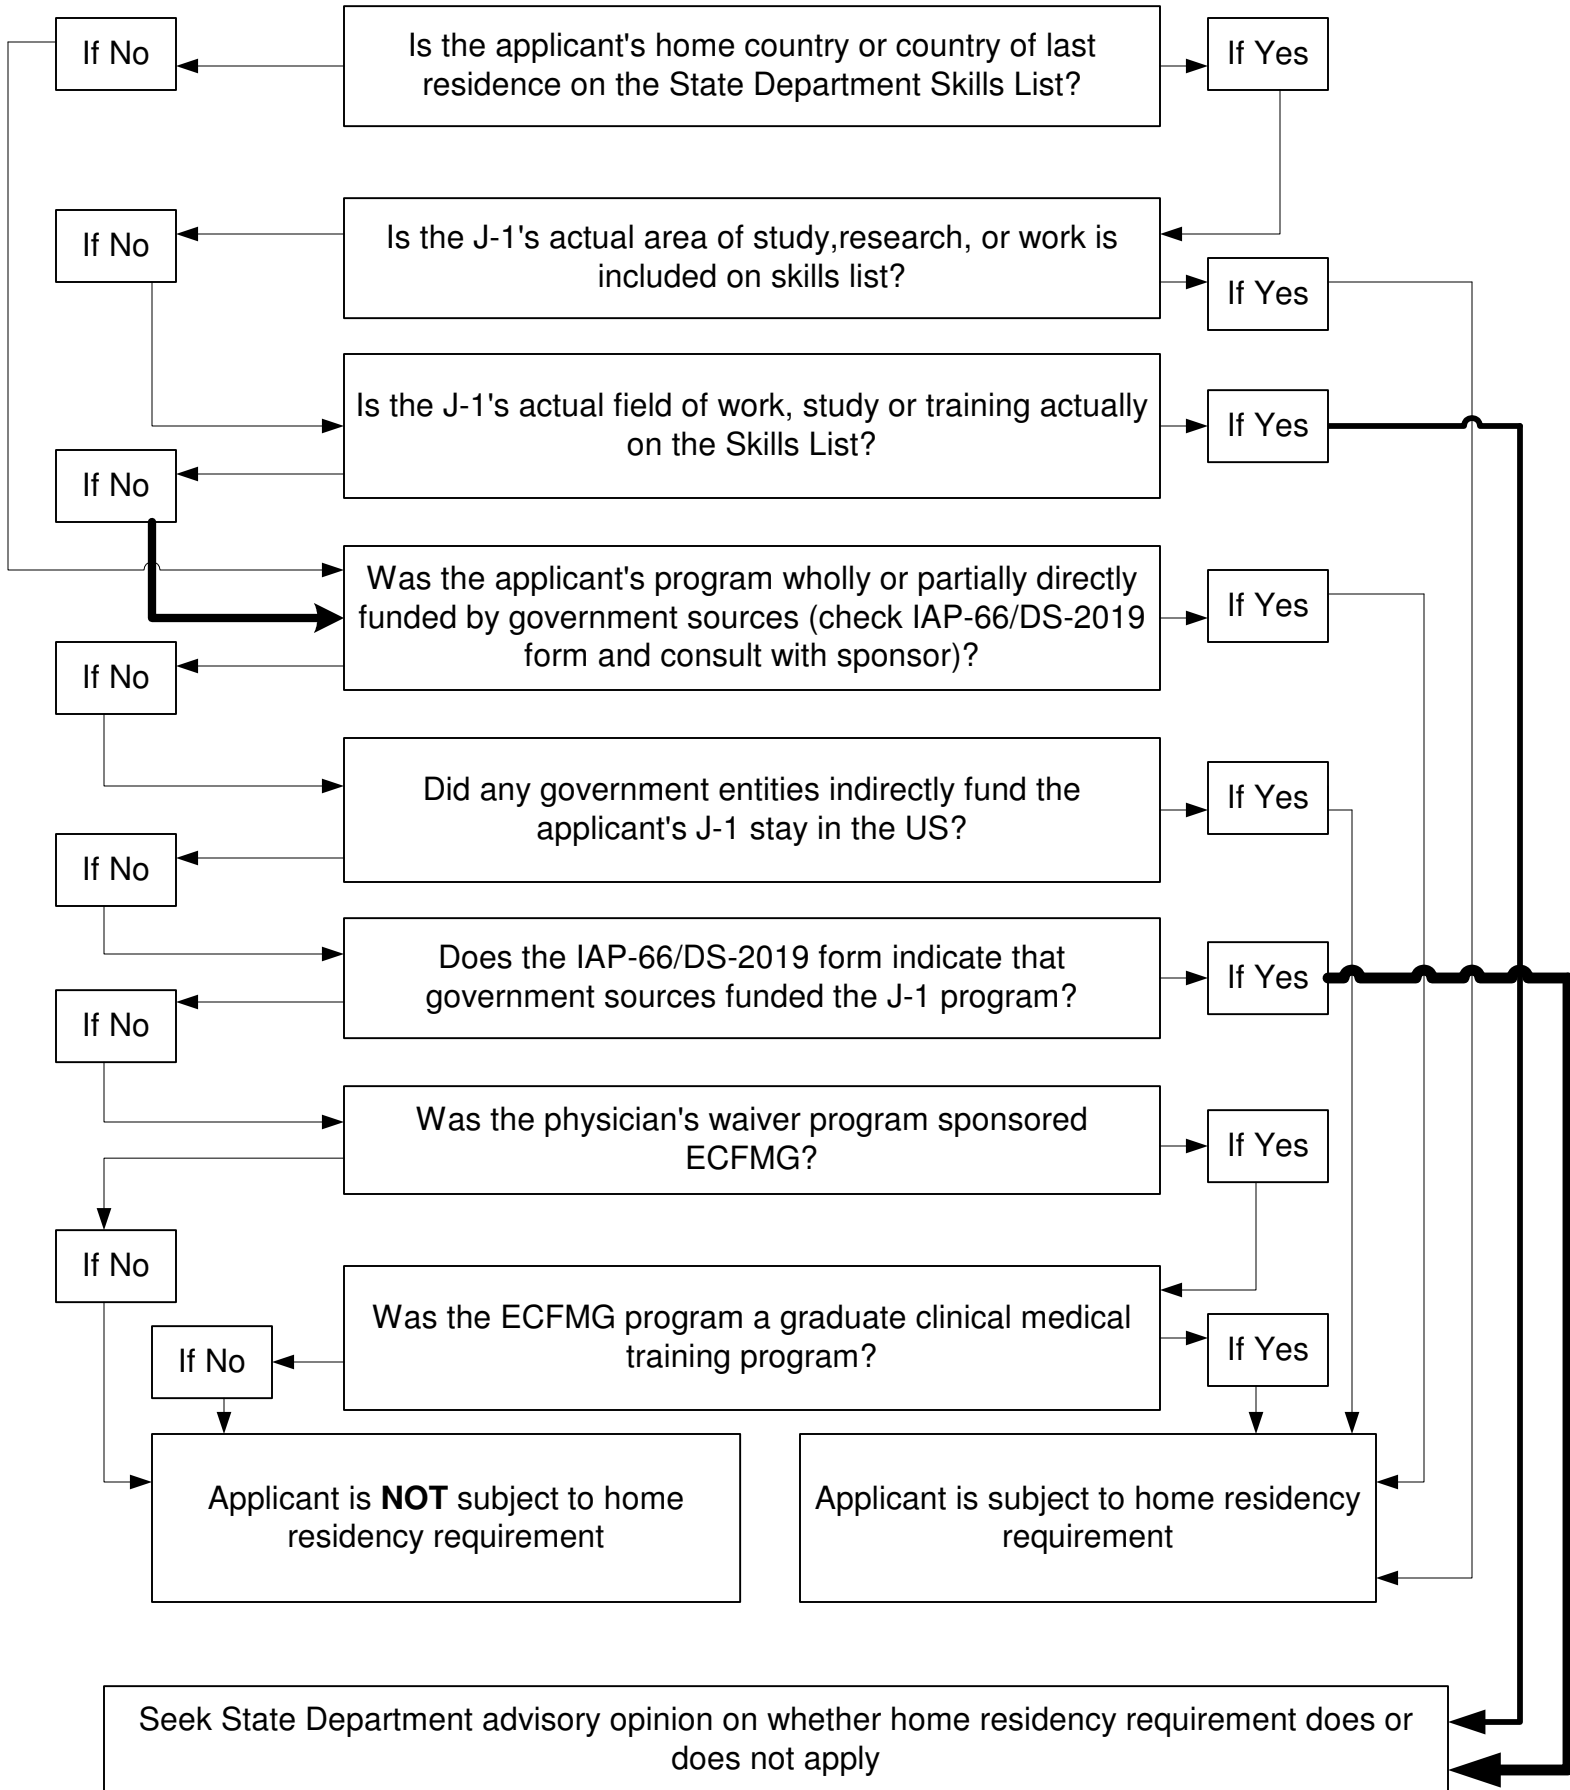 If No
Is the applicant's home country or country of last
residence on the State Department Skills List?
If Yes
If No
Is the J-1's actual area of study,research, or work is
included on skills list?
If Yes
Is the J-1's actual field of work, study or training actually
on the Skills List?
If Yes
If No
Was the applicant's program wholly or partially directly
funded by government sources (check IAP-66/DS-2019
form and consult with sponsor)?
If Yes
If No
Did any government entities indirectly fund the
applicant's J-1 stay in the US?
If Yes
If No
Does the IAP-66/DS-2019 form indicate that
government sources funded the J-1 program?
If Yes
If No
Was the physician's waiver program sponsored
ECFMG?
If Yes
If No
Was the ECFMG program a graduate clinical medical
training program?
If Yes
If No
Applicant is NOT subject to home
residency requirement
Applicant is subject to home residency
requirement
Seek State Department advisory opinion on whether home residency requirement does or
does not apply